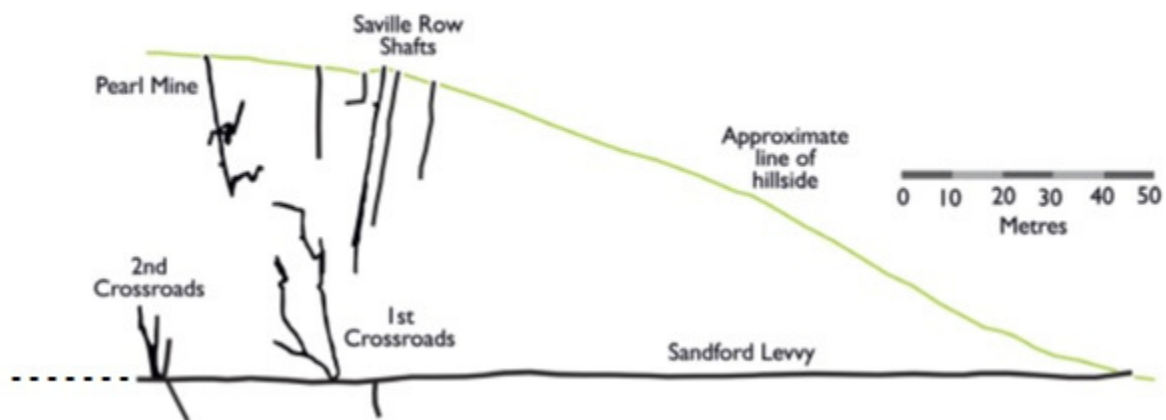 Saville Row
Shafts
Pearl Mine
Approximate
line of
hillside
0 10 20 30 40 50
Metres
2nd
Crossroads
1st
Crossroads
Sandford Levvy